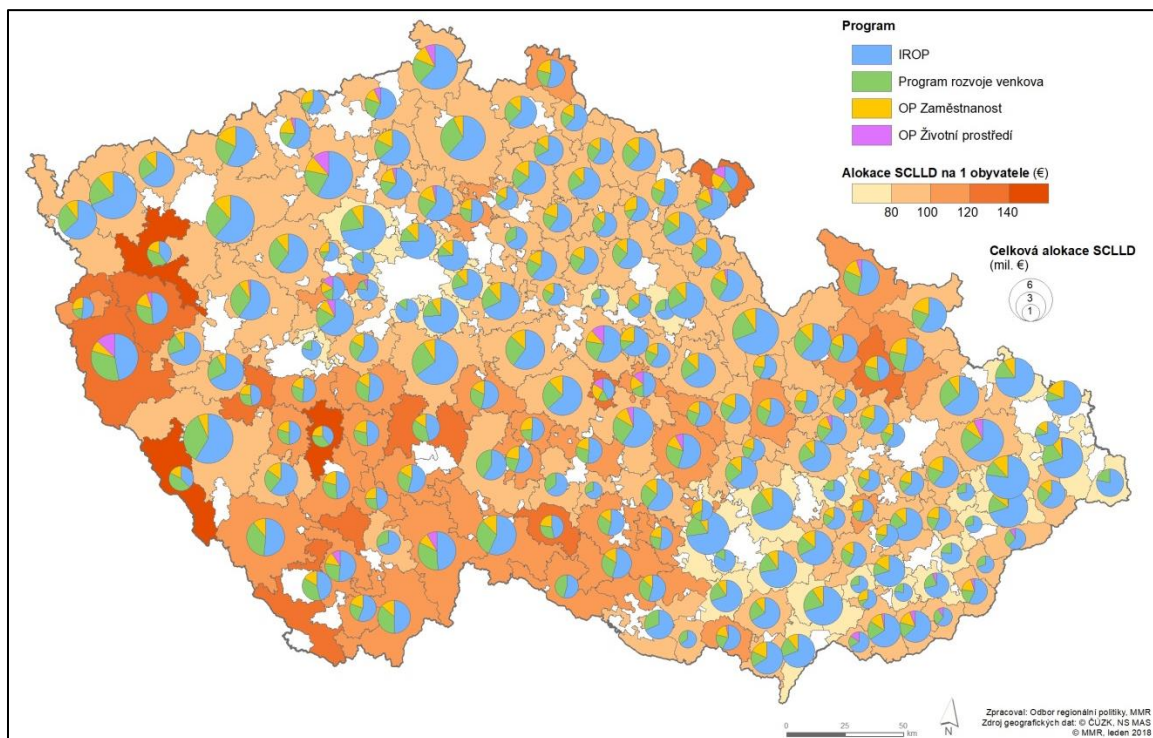 Program
IROP
Program rozvoje venkova
OP Zaměstnanost
OP Životní prostředí
Alokace SCLLD na 1 obyvatele (€)
80 100 120 140
Celková alokace SCLLD
(mil. €)
6
3
1
0 25 50
km
N
Zpracoval: Odbor regionální politiky, MMR
Zdroj geografických dat: © ČÚZK, NS MAS
© MMR, leden 2018